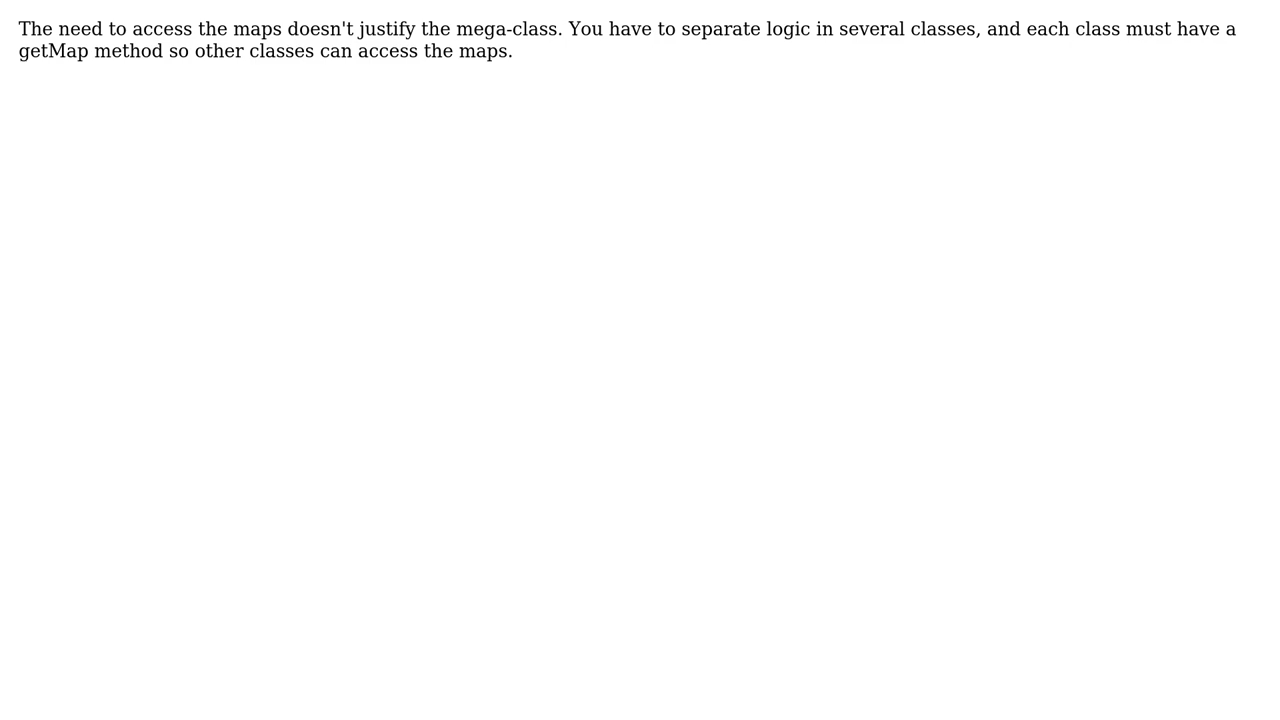 The need to access the maps doesn't justify the mega-class. You have to separate logic in several classes, and each class must have a
getMap method so other classes can access the maps.